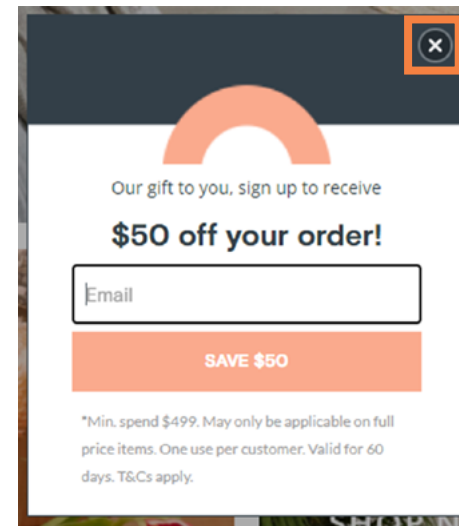 Our gift to you, sign up to receive
$50 off your order!
Email
SAVE $50
*Min. spend $499. May only be applicable on full
price items. One use per customer. Valid for 60
days. T&Cs apply.
SHOP N